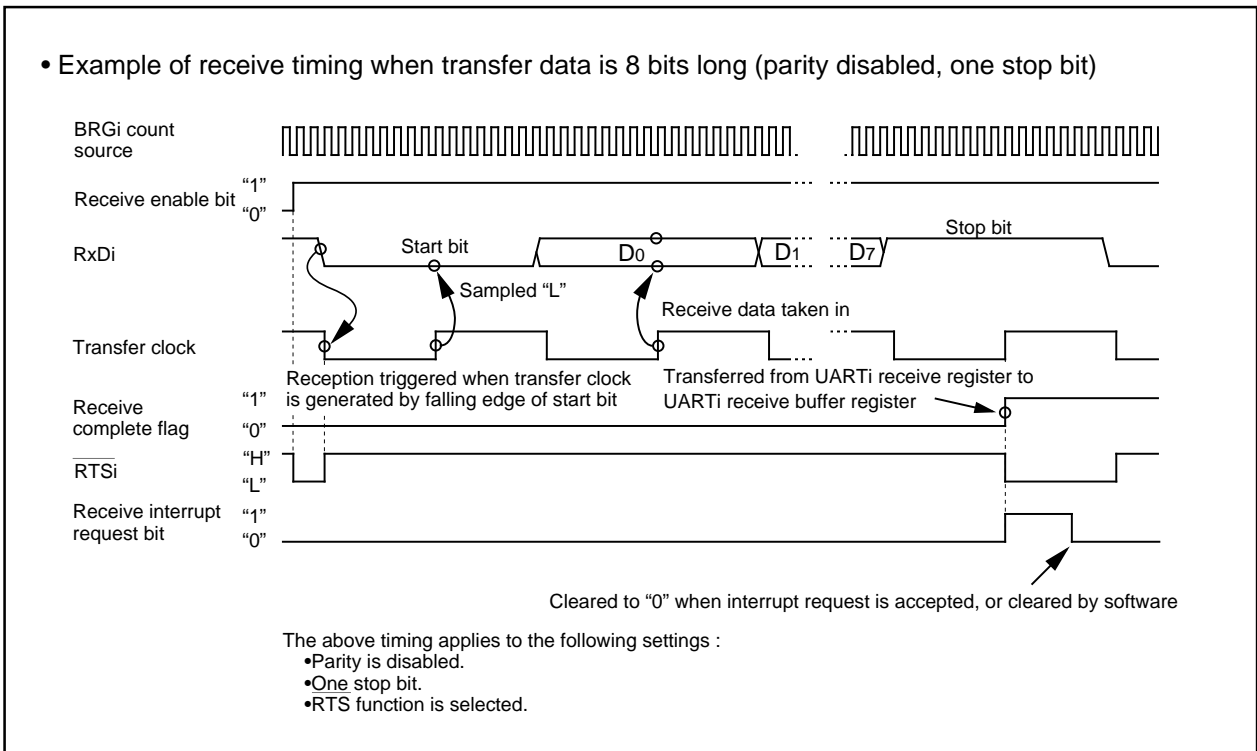 • Example of receive timing when transfer data is 8 bits long (parity disabled, one stop bit)
BRGi count
source
Receive enable bit
“1”
“0”
RxDi
Start bit
D0
D1
D7
Stop bit
Sampled “L”
Receive data taken in
Transfer clock
Reception triggered when transfer clock
is generated by falling edge of start bit
Transferred from UARTi receive register to
UARTi receive buffer register
Receive
complete flag
“1”
“0”
RTSi
“H”
“L”
Receive interrupt
request bit
“1”
“0”
Cleared to “0” when interrupt request is accepted, or cleared by software
The above timing applies to the following settings :
•Parity is disabled.
•One stop bit.
•RTS function is selected.